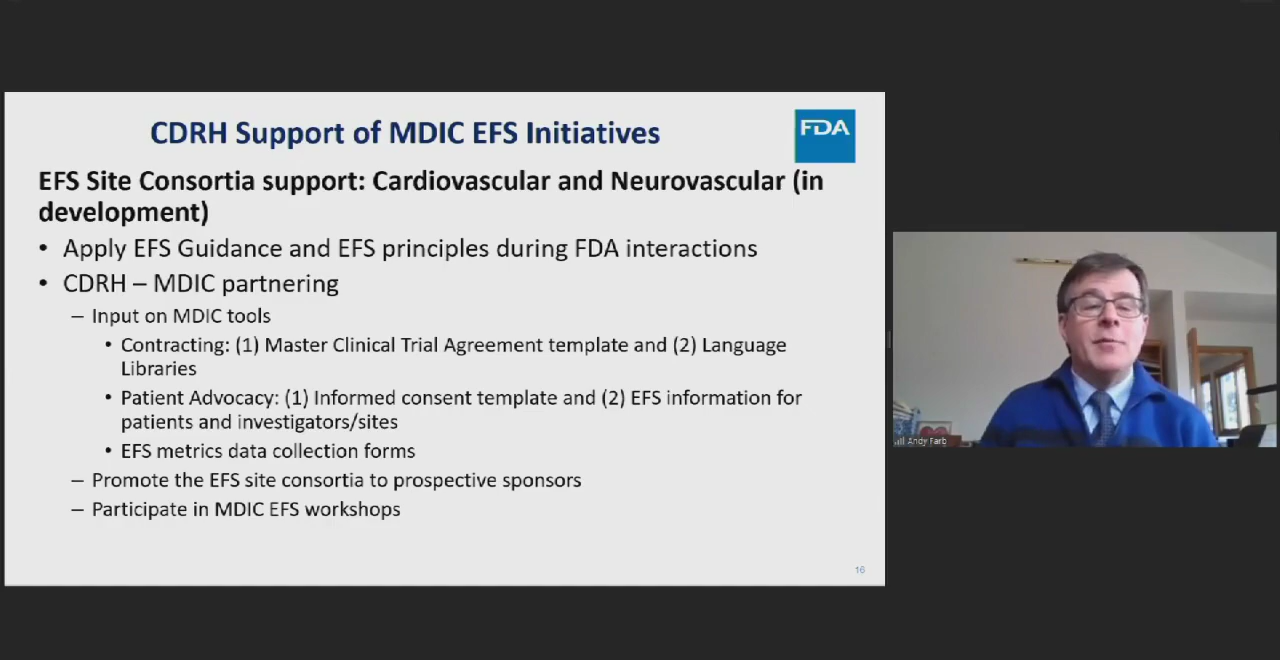 CDRH Support of MDIC EFS Initiatives
FDA
EFS Site Consortia support: Cardiovascular and Neurovascular (in
development)
• Apply EFS Guidance and EFS principles during FDA interactions
• CDRH – MDIC partnering
– Input on MDIC tools
• Contracting: (1) Master Clinical Trial Agreement template and (2) Language
Libraries
• Patient Advocacy: (1) Informed consent template and (2) EFS information for
patients and investigators/sites
• EFS metrics data collection forms
– Promote the EFS site consortia to prospective sponsors
– Participate in MDIC EFS workshops
16
Andy Farb